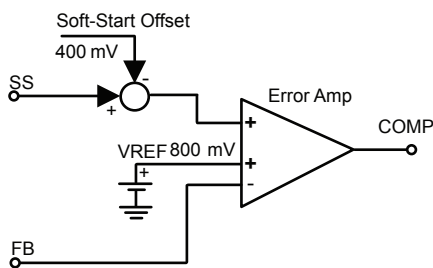 Soft-Start Offset
400 mV
-
SS
+
Error Amp
+
COMP
VREF 800 mV
+
+
-
FB